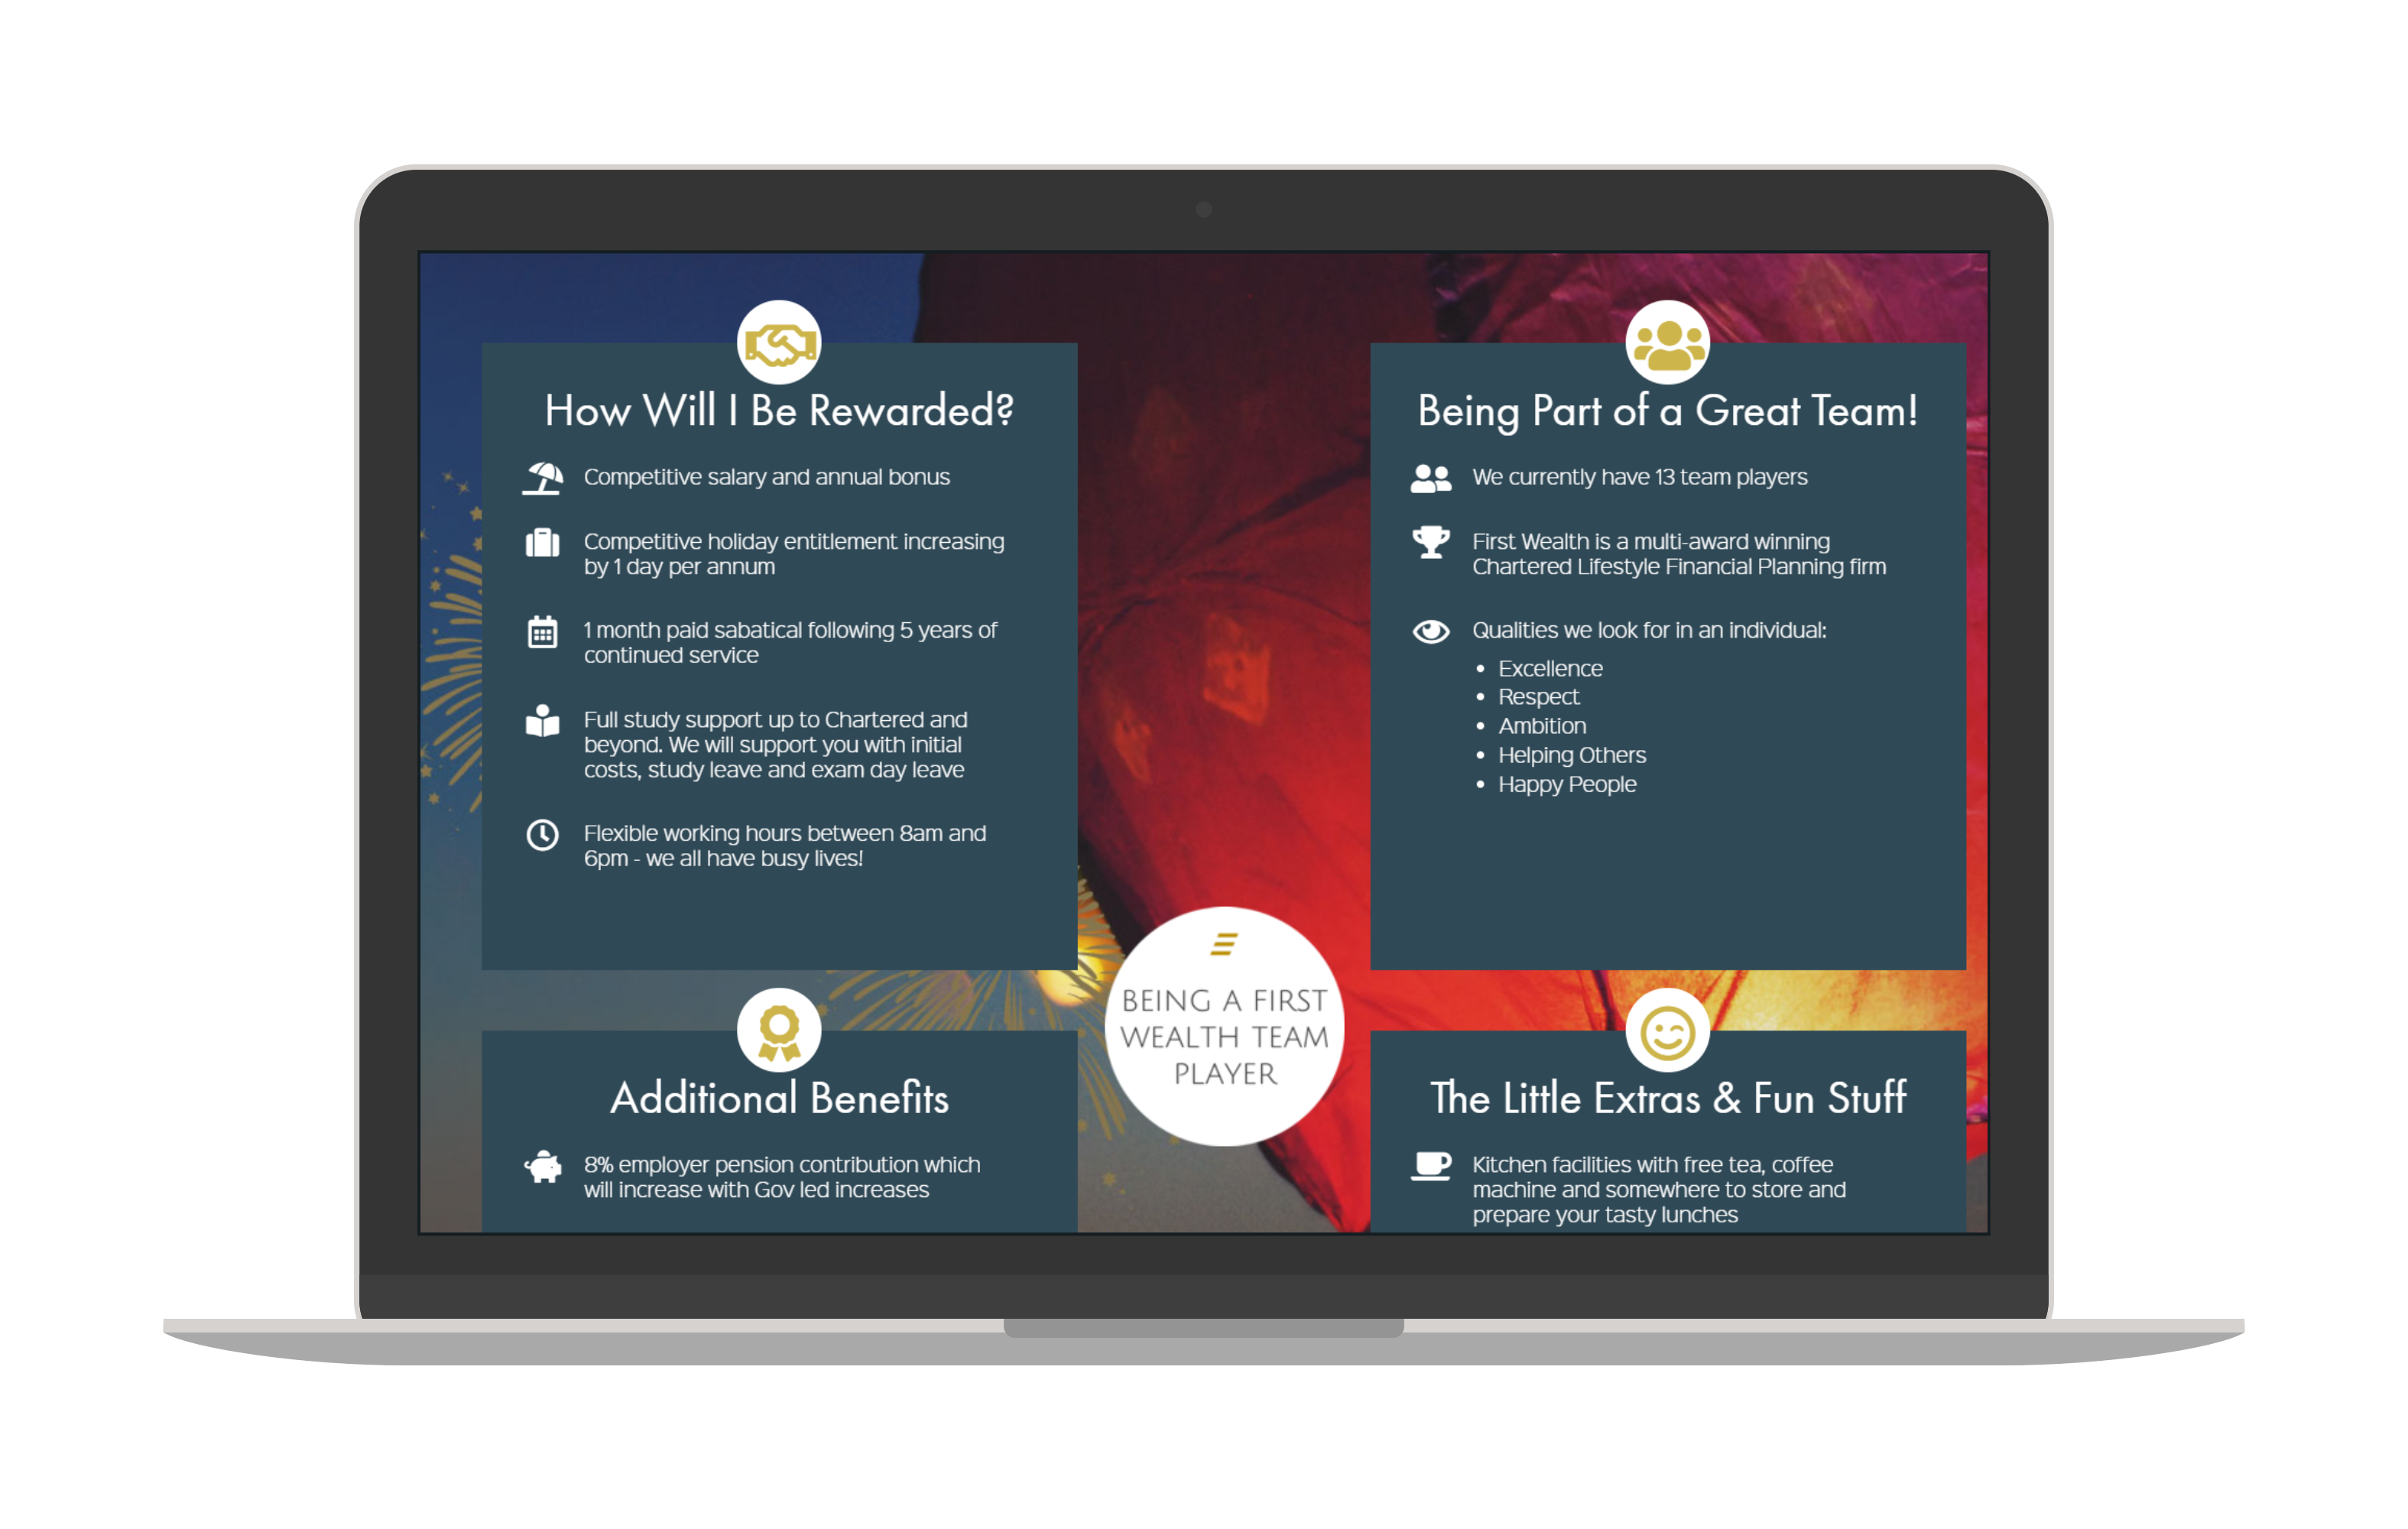 How Will I Be Rewarded?
Competitive salary and annual bonus
Competitive holiday entitlement increasing
by 1 day per annum
1 month paid sabatical following 5 years of
continued service
Full study support up to Chartered and
beyond. We will support you with initial
costs, study leave and exam day leave
Flexible working hours between 8am and
6pm - we all have busy lives!
Being Part of a Great Team!
We currently have 13 team players
First Wealth is a multi-award winning
Chartered Lifestyle Financial Planning firm
Qualities we look for in an individual:
• Excellence
• Respect
• Ambition
• Helping Others
• Happy People
BEING A FIRST
WEALTH TEAM
PLAYER
Additional Benefits
8% employer pension contribution which
will increase with Gov led increases
The Little Extras & Fun Stuff
Kitchen facilities with free tea, coffee
machine and somewhere to store and
prepare your tasty lunches